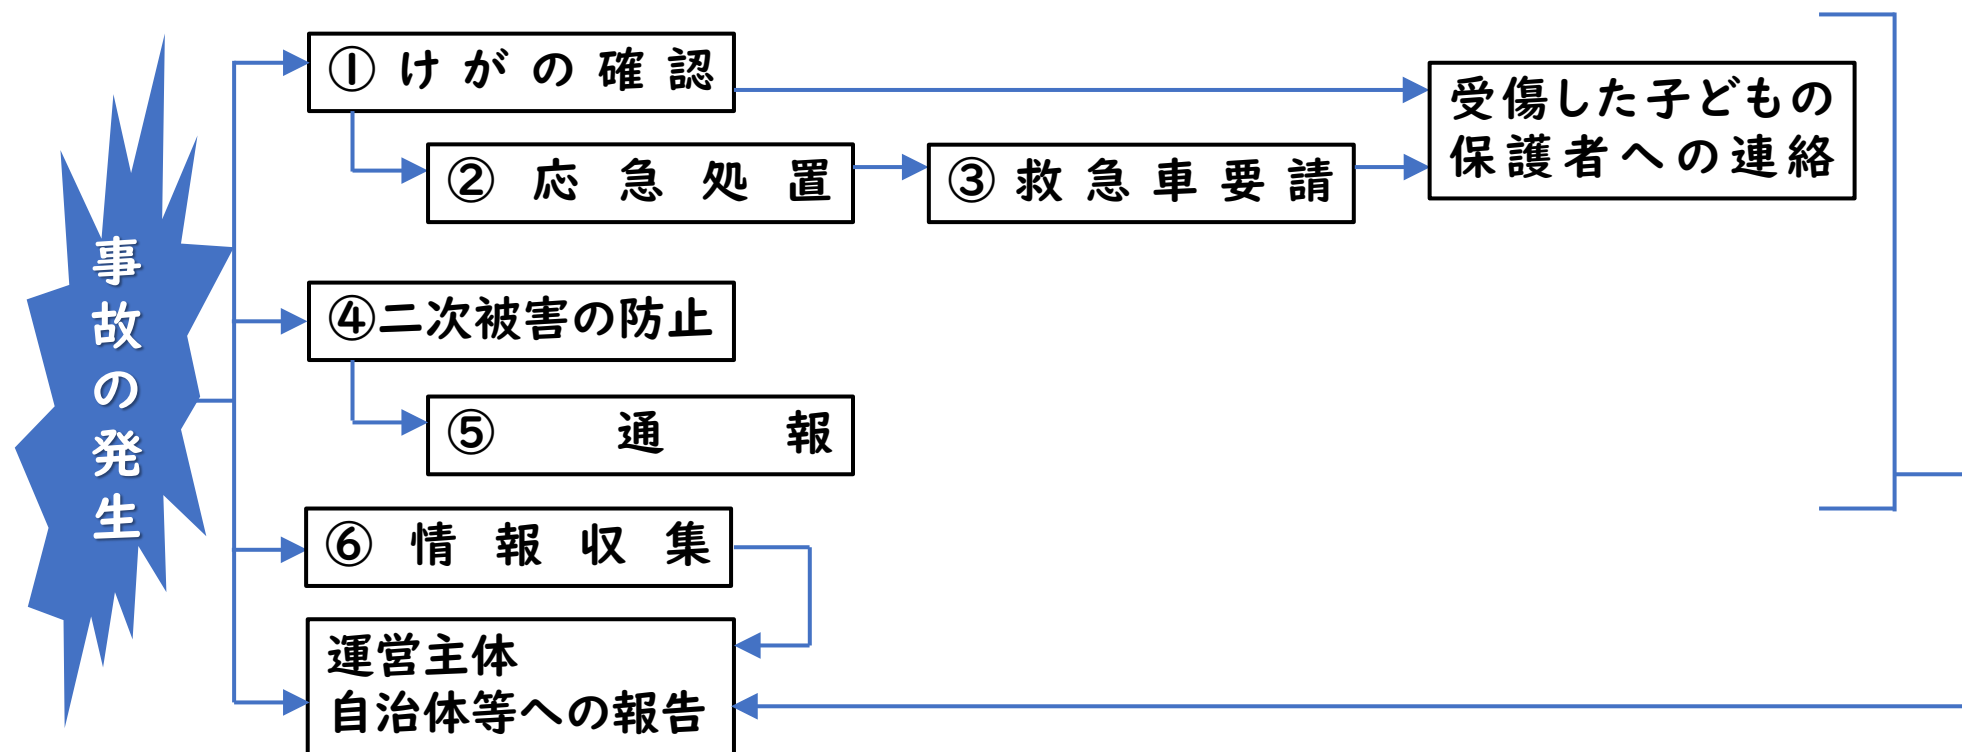 事故の発生
①けがの確認
受傷した子どもの
保護者への連絡
②応急処置
③救急車要請
④二次被害の防止
⑤通報
⑥情報収集
運営主体
自治体等への報告